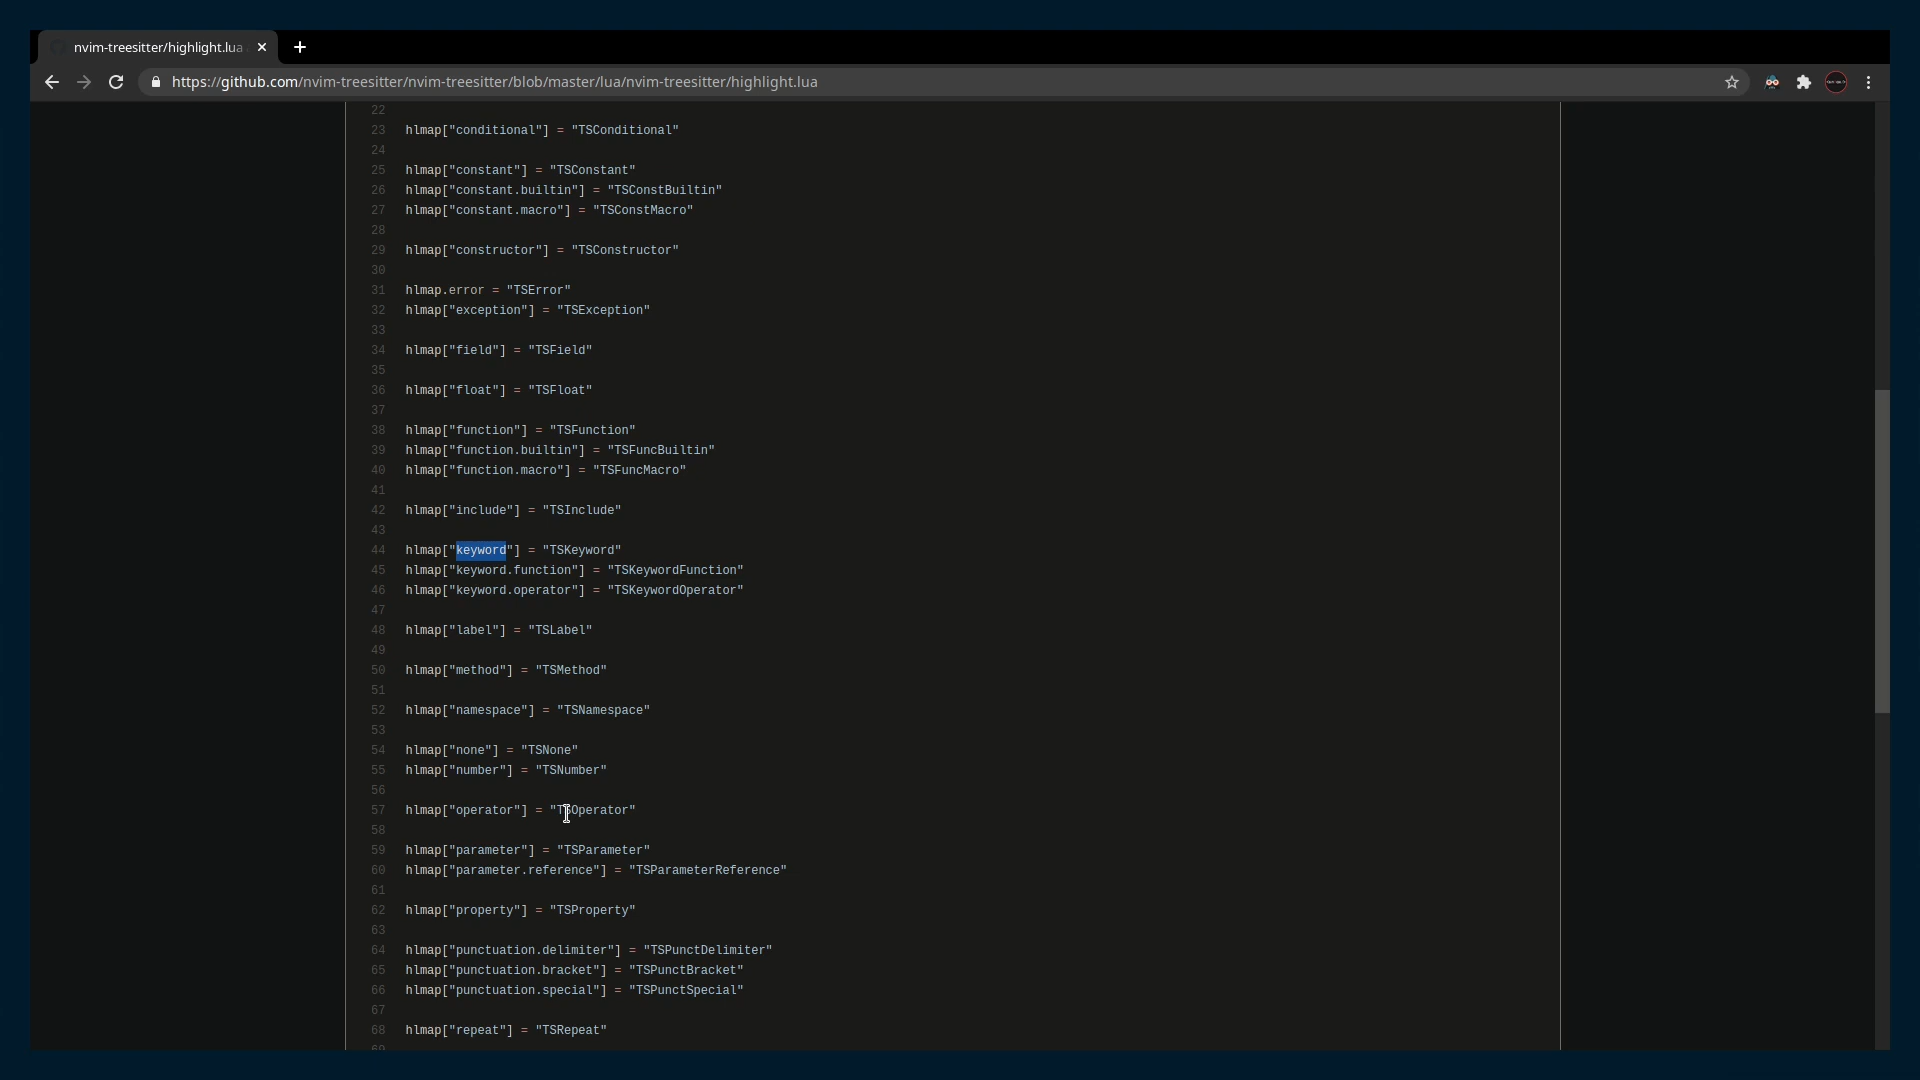 nvim-treesitter/highlight.lua
https://github.com/nvim-treesitter/nvim-treesitter/blob/master/lua/nvim-treesitter/highlight.lua
22
23 hlmap["conditional"] = "TSConditional"
24
25 hlmap["constant"] = "TSConstant"
26 hlmap["constant.builtin"] = "TSConstBuiltin"
27 hlmap["constant.macro"] = "TSConstMacro"
28
29 hlmap["constructor"] = "TSConstructor"
30
31 hlmap.error = "TSError"
32 hlmap["exception"] = "TSException"
33
34 hlmap["field"] = "TSField"
35
36 hlmap["float"] = "TSFloat"
37
38 hlmap["function"] = "TSFunction"
39 hlmap["function.builtin"] = "TSFuncBuiltin"
40 hlmap["function.macro"] = "TSFuncMacro"
41
42 hlmap["include"] = "TSInclude"
43
44 hlmap["keyword"] = "TSKeyword"
45 hlmap["keyword.function"] = "TSKeywordFunction"
46 hlmap["keyword.operator"] = "TSKeywordOperator"
47
48 hlmap["label"] = "TSLabel"
49
50 hlmap["method"] = "TSMethod"
51
52 hlmap["namespace"] = "TSNamespace"
53
54 hlmap["none"] = "TSNone"
55 hlmap["number"] = "TSNumber"
56
57 hlmap["operator"] = "TSOperator"
58
59 hlmap["parameter"] = "TSParameter"
60 hlmap["parameter.reference"] = "TSParameterReference"
61
62 hlmap["property"] = "TSProperty"
63
64 hlmap["punctuation.delimiter"] = "TSPunctDelimiter"
65 hlmap["punctuation.bracket"] = "TSPunctBracket"
66 hlmap["punctuation.special"] = "TSPunctSpecial"
67
68 hlmap["repeat"] = "TSRepeat"
69